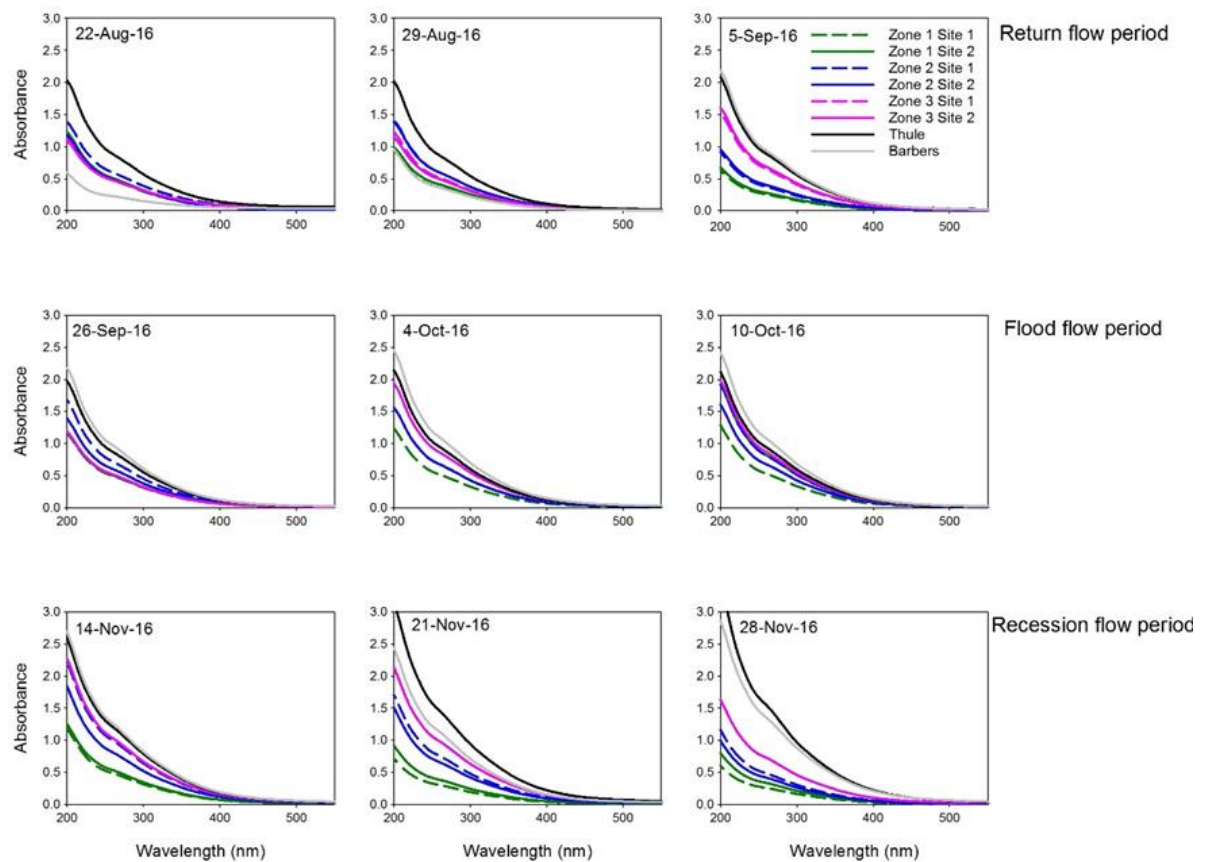 22-Aug-16
29-Aug-16
5-Sep-16
Return flow period
Zone 1 Site 1
Zone 1 Site 2
Zone 2 Site 1
Zone 2 Site 2
Zone 3 Site 1
Zone 3 Site 2
Thule
Barbers
Absorbance
3.0
2.5
2.0
1.5
1.0
0.5
0.0
200 300 400 500
3.0
2.5
2.0
1.5
1.0
0.5
0.0
200 300 400 500
3.0
2.5
2.0
1.5
1.0
0.5
0.0
200 300 400 500
26-Sep-16
4-Oct-16
10-Oct-16
Flood flow period
Absorbance
3.0
2.5
2.0
1.5
1.0
0.5
0.0
200 300 400 500
3.0
2.5
2.0
1.5
1.0
0.5
0.0
200 300 400 500
3.0
2.5
2.0
1.5
1.0
0.5
0.0
200 300 400 500
14-Nov-16
21-Nov-16
28-Nov-16
Recession flow period
Absorbance
3.0
2.5
2.0
1.5
1.0
0.5
0.0
200 300 400 500
3.0
2.5
2.0
1.5
1.0
0.5
0.0
200 300 400 500
3.0
2.5
2.0
1.5
1.0
0.5
0.0
200 300 400 500
Wavelength (nm)
Wavelength (nm)
Wavelength (nm)